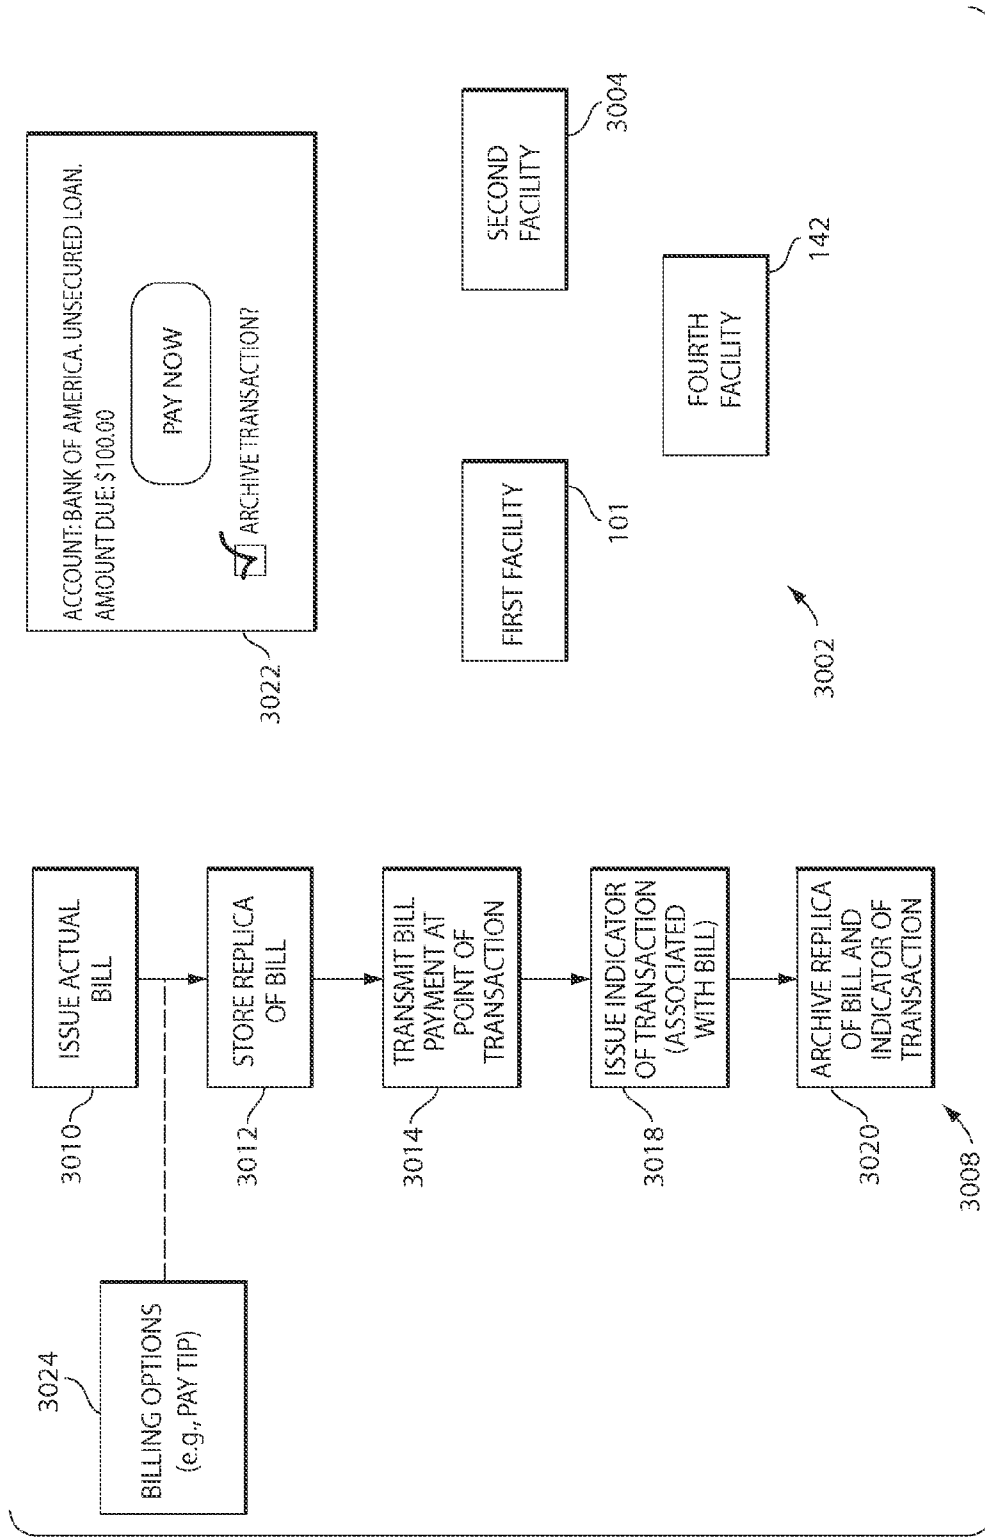 3024
BILLING OPTIONS
(e.g., PAY TIP)
3010
ISSUE ACTUAL
BILL
3012
STORE REPLICA
OF BILL
3014
TRANSMIT BILL
PAYMENT AT
POINT OF
TRANSACTION
3018
ISSUE INDICATOR
OF TRANSACTION
(ASSOCIATED
WITH BILL)
3020
ARCHIVE REPLICA
OF BILL AND
INDICATOR OF
TRANSACTION
3008
3022
ACCOUNT: BANK OF AMERICA. UNSECURED LOAN.
AMOUNT DUE: $100.00
PAY NOW
ARCHIVE TRANSACTION?
FIRST FACILITY
101
SECOND
FACILITY
3004
FOURTH
FACILITY
142
3002